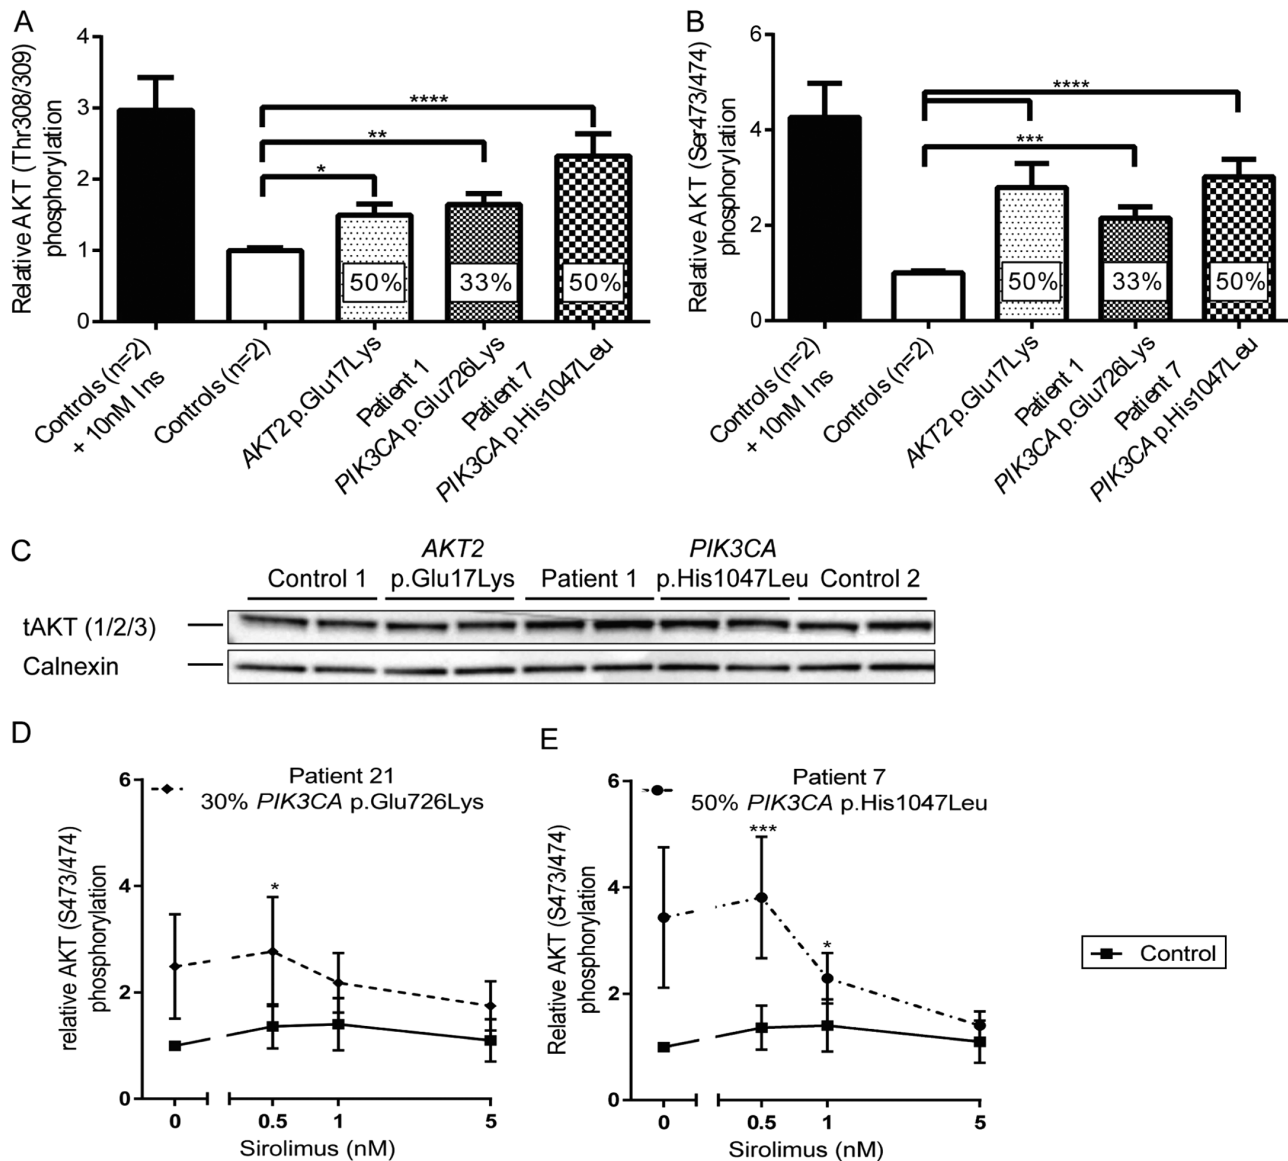 A
Relative AKT (Thr308/309)
phosphorylation
4
3
2
1
0
****
**
*
50%
33%
50%
Controls (n=2)
+ 10nM Ins
Controls (n=2)
AKT2 p.Glu17Lys
Patient 1
PIK3CA p.Glu726Lys
Patient 7
PIK3CA p.His1047Leu
B
Relative AKT (Ser473/474)
phosphorylation
6
4
2
0
****
***
50%
33%
50%
Controls (n=2)
+ 10nM Ins
Controls (n=2)
AKT2 p.Glu17Lys
Patient 1
PIK3CA p.Glu726Lys
Patient 7
PIK3CA p.His1047Leu
C
AKT2 PIK3CA
Control 1 p.Glu17Lys Patient 1 p.His1047Leu Control 2
tAKT (1/2/3)
Calnexin
D
Patient 21
30% PIK3CA p.Glu726Lys
relative AKT (S473/474)
phosphorylation
6
4
2
0
*
0 0.5 1 5
Sirolimus (nM)
E
Patient 7
50% PIK3CA p.His1047Leu
Relative AKT (S473/474)
phosphorylation
6
4
2
0
***
*
0 0.5 1 5
Sirolimus (nM)
Control